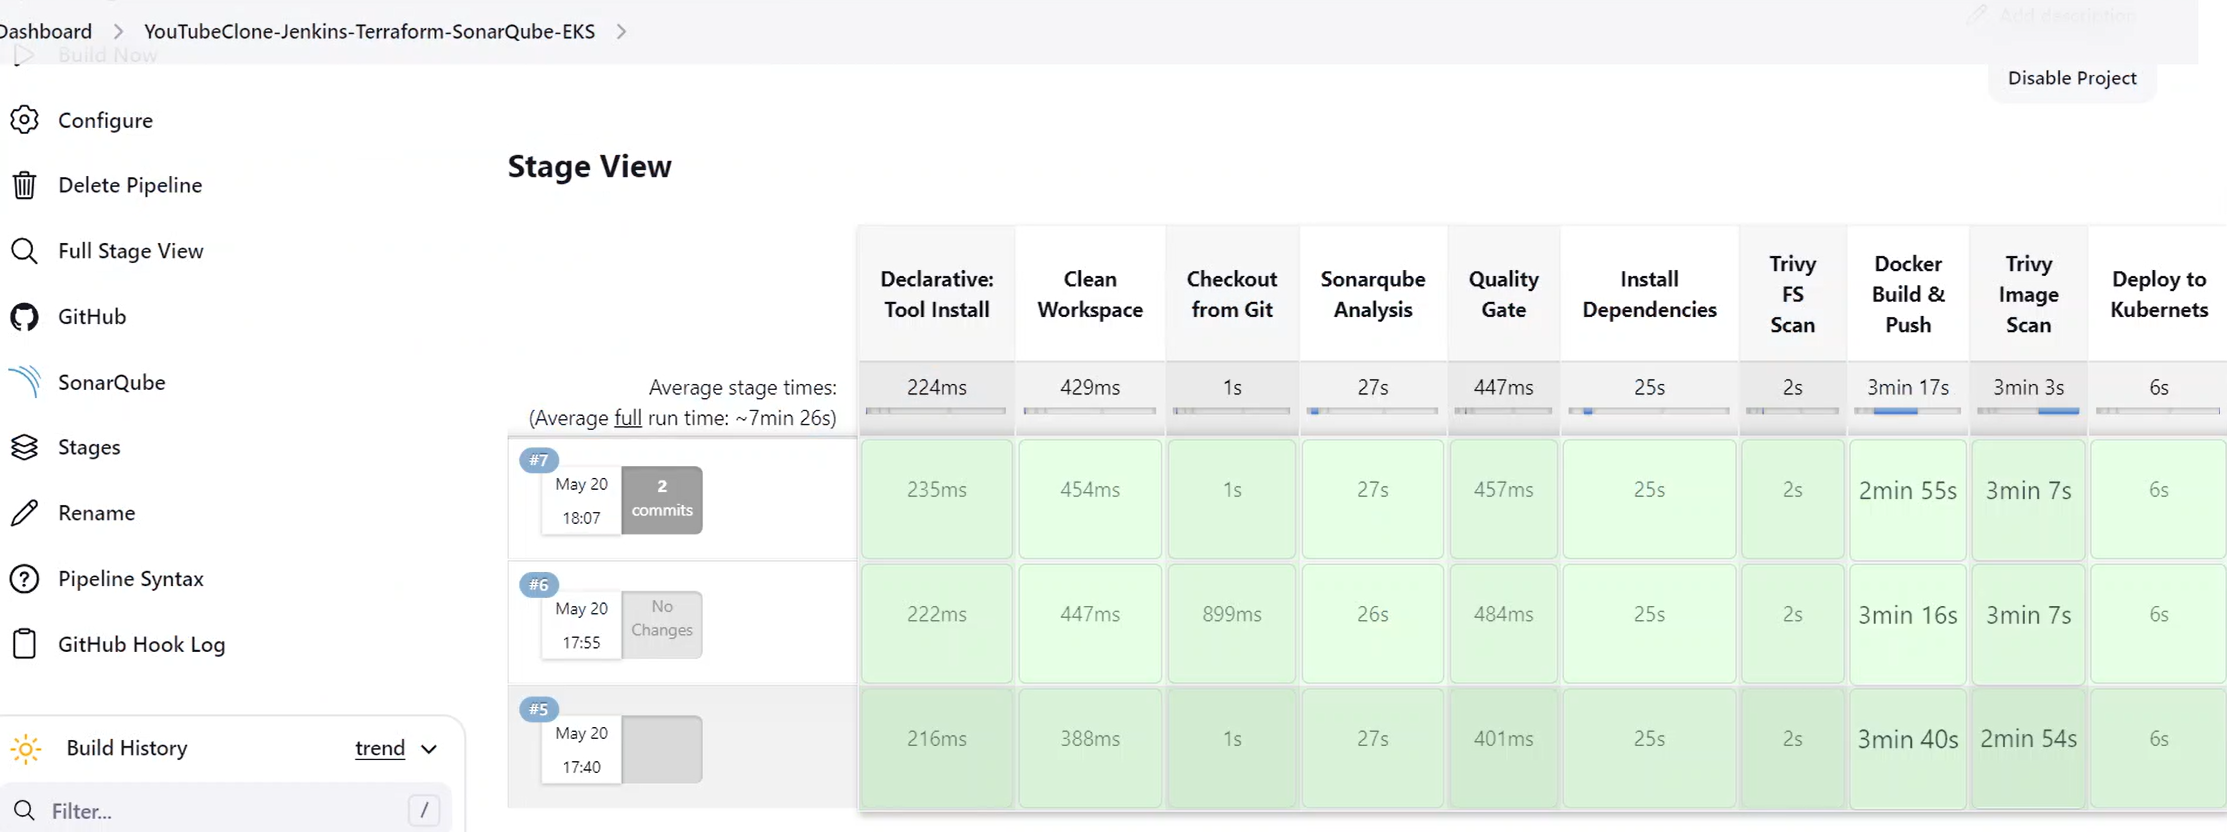 Dashboard > YouTubeClone-Jenkins-Terraform-SonarQube-EKS >
Add description
Build Now
Disable Project
Configure
Delete Pipeline
Full Stage View
GitHub
SonarQube
Stages
Rename
Pipeline Syntax
GitHub Hook Log
Build History
trend
Filter...
/
Stage View
Declarative:
Tool Install
Clean
Workspace
Checkout
from Git
Sonarqube
Analysis
Quality
Gate
Install
Dependencies
Trivy
FS
Scan
Docker
Build &
Push
Trivy
Image
Scan
Deploy to
Kubernets
Average stage times:
(Average full run time: ~7min 26s)
224ms 429ms 1s 27s 447ms 25s 2s 3min 17s 3min 3s 6s
#7
May 20
18:07
2
commits
235ms 454ms 1s 27s 457ms 25s 2s 2min 55s 3min 7s 6s
#6
May 20
17:55
No
Changes
222ms 447ms 899ms 26s 484ms 25s 2s 3min 16s 3min 7s 6s
#5
May 20
17:40
216ms 388ms 1s 27s 401ms 25s 2s 3min 40s 2min 54s 6s